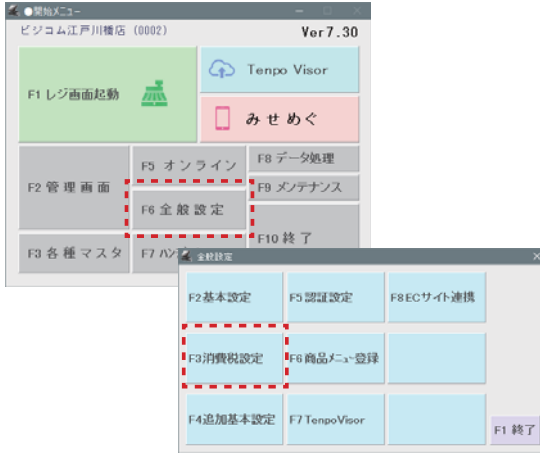 ●開始メニュー
ビジコム江戸川橋店 (0002)
Ver7.30
F1 レジ画面起動
Tenpo Visor
みせめぐ
F2 管理画面
F5 オンライン
F8 データ処理
F6 全般設定
F9 メンテナンス
F3 各種マスタ
F10 終了
全般設定
F2基本設定
F5認証設定
F8ECサイト連携
F3消費税設定
F6商品メニュー登録
F4追加基本設定
F7TenpoVisor
F1 終了